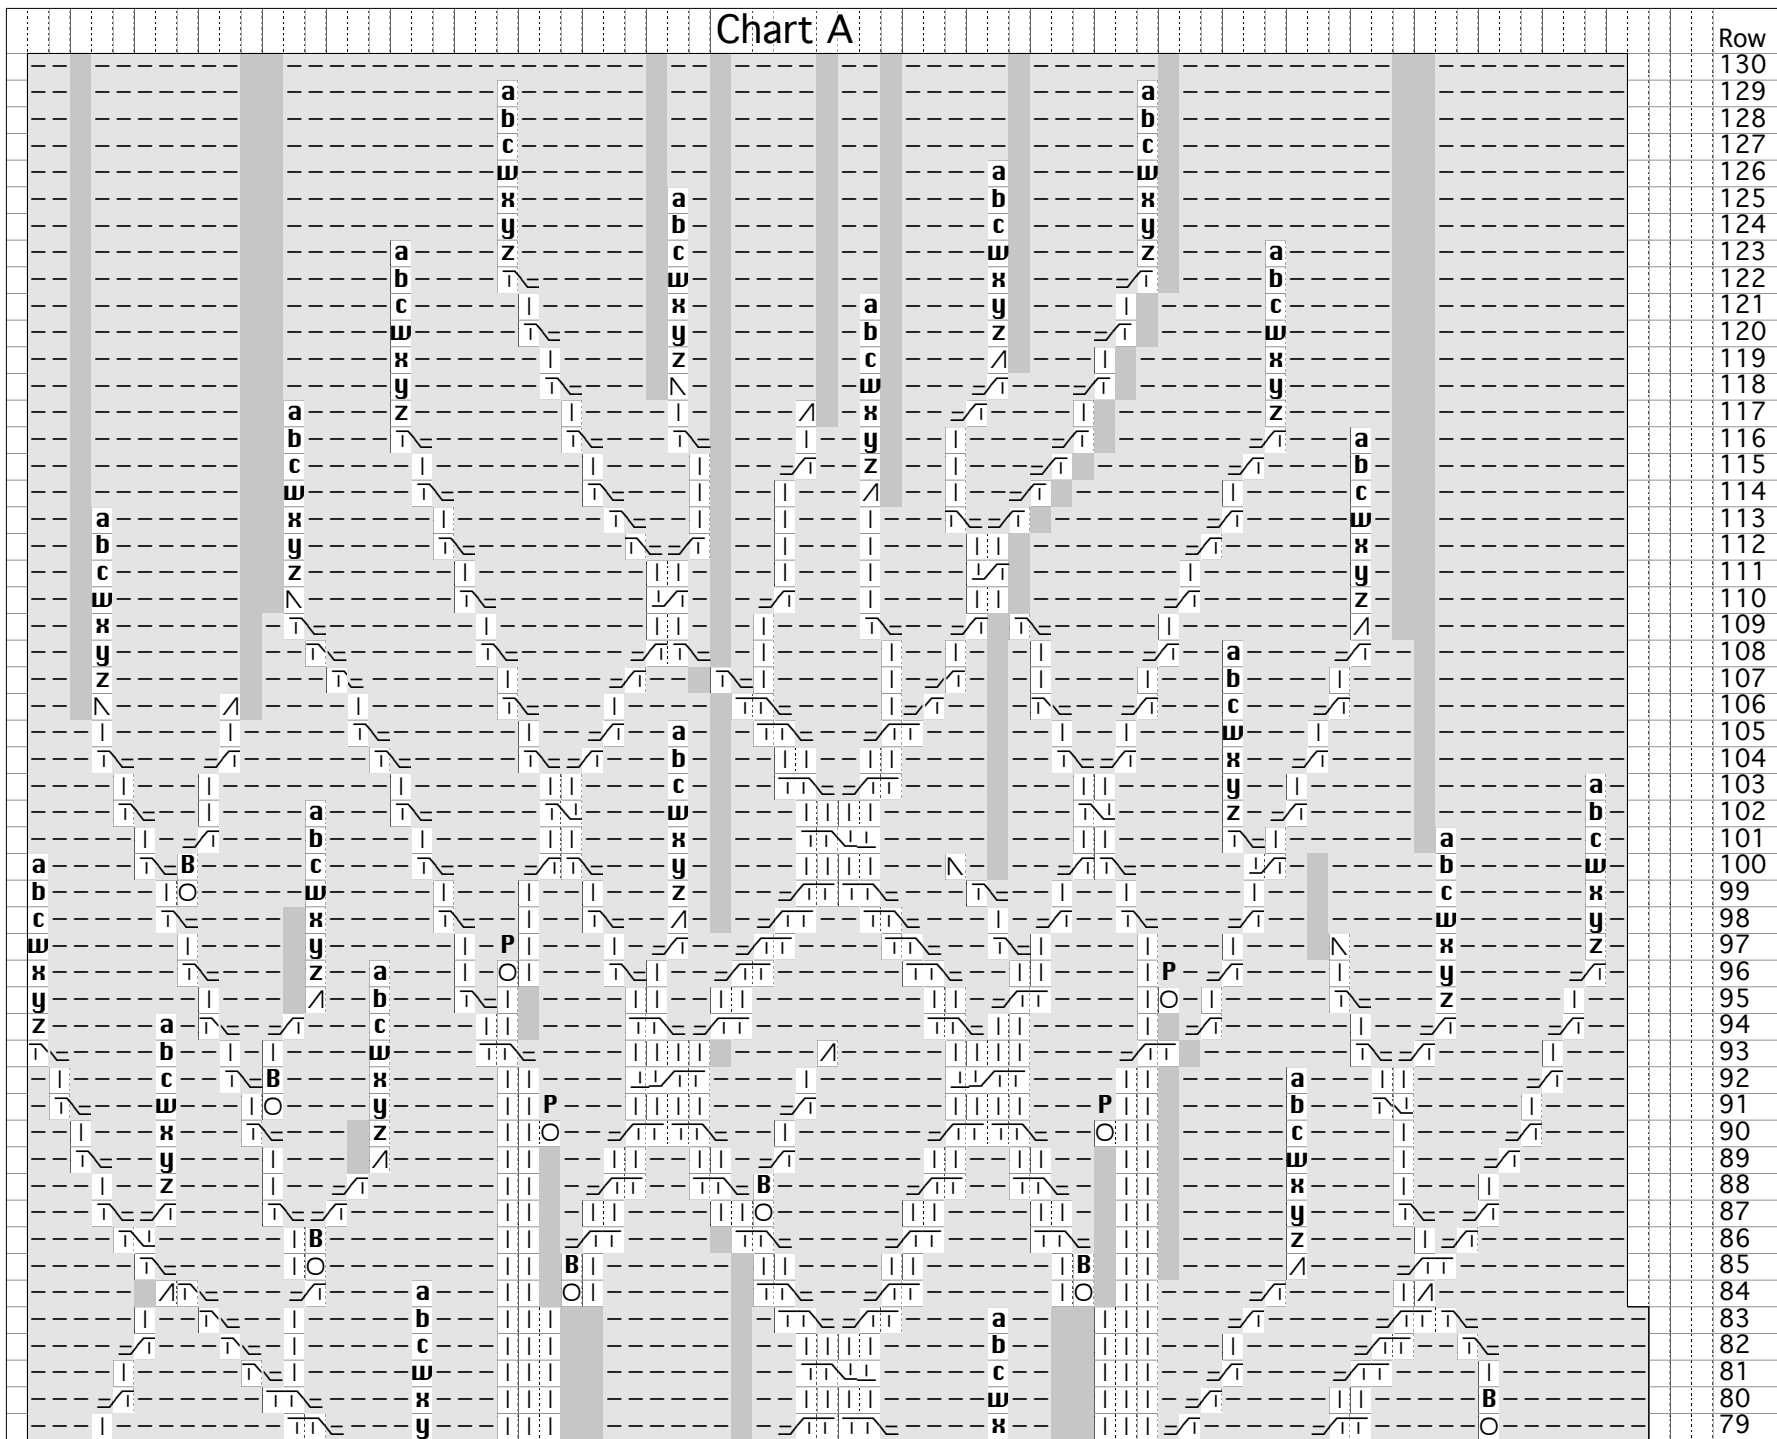 Chart A
Row
130
a a 129
b b 128
c c 127
w a w 126
x a b x 125
y b c y 124
a z c w z a 123
b w x b 122
c x a y c 121
w y b z w 120
x z c x 119
y w y 118
a z x z 117
b y a 116
c z b 115
w c 114
a x w 113
b y x 112
c z y 111
w z 110
x 109
y a 108
z b 107
c 106
a w 105
b x 104
c y a 103
a w z b 102
b x a c 101
a B c y b w 100
b O w z c x 99
c x w y 98
w y P x z 97
x z a O P y 96
y b O z 95
z a c 94
b w 93
c B x a 92
w O y P P b 91
x z O O c 90
y w 89
z B x 88
O y 87
B z 86
O B B 85
a O O 84
b a 83
c b 82
w c 81
x w B 80
y x O 79